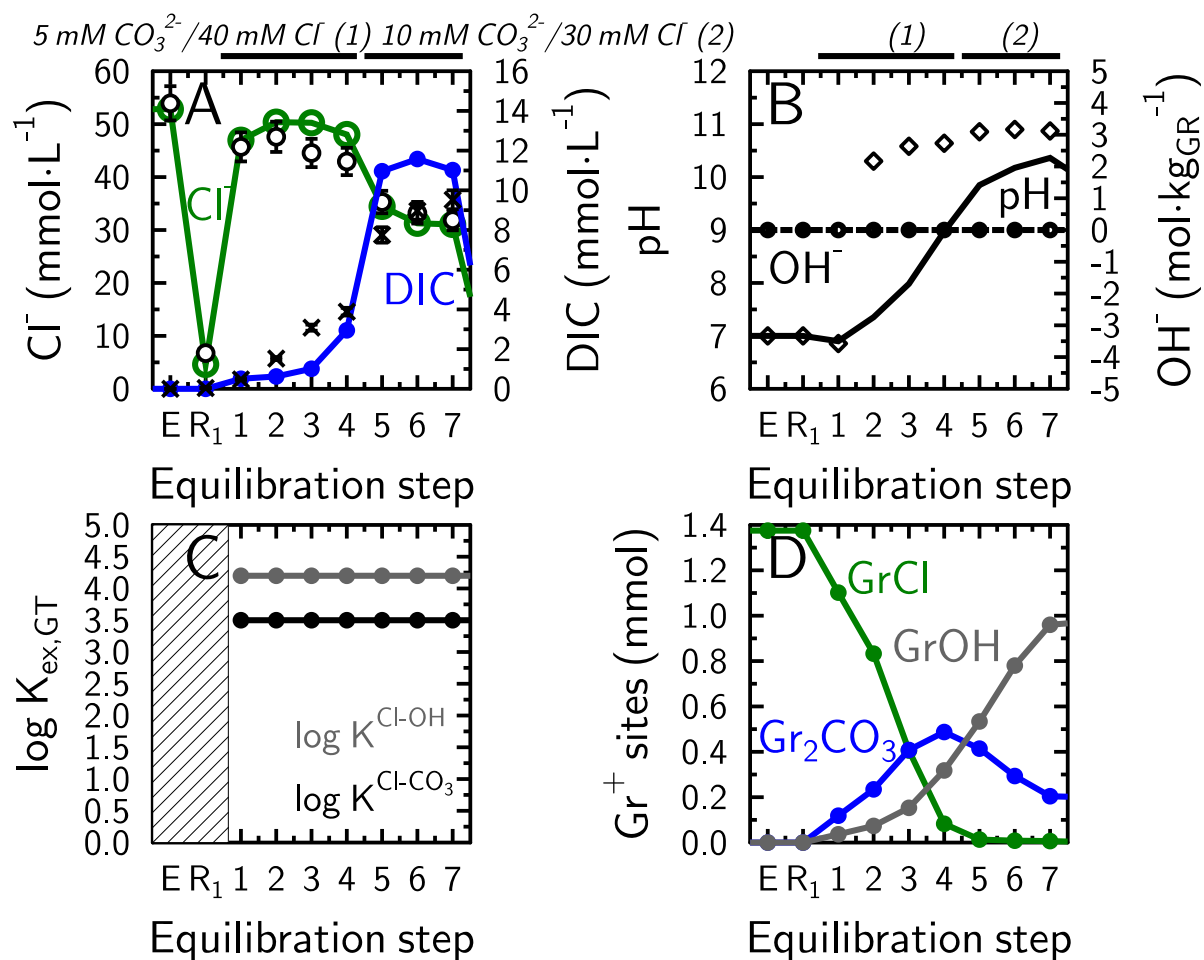 5 mM CO₃²⁻/40 mM Cl⁻ (1) 10 mM CO₃²⁻/30 mM Cl⁻ (2) (1) (2)
A
Cl⁻ (mmol·L⁻¹)
60
50
40
30
20
10
0
Cl⁻
DIC
16
14
12
10
8
6
4
2
0
DIC (mmol·L⁻¹)
E R₁ 1 2 3 4 5 6 7
Equilibration step
B
pH
12
11
10
9
8
7
6
pH
OH⁻
5
4
3
2
1
0
-1
-2
-3
-4
-5
OH⁻ (mol·kg_GR⁻¹)
E R₁ 1 2 3 4 5 6 7
Equilibration step
C
log K_ex,GT
5.0
4.5
4.0
3.5
3.0
2.5
2.0
1.5
1.0
0.5
0.0
log K^Cl-OH
log K^Cl-CO₃
E R₁ 1 2 3 4 5 6 7
Equilibration step
D
Gr⁺ sites (mmol)
1.4
1.2
1.0
0.8
0.6
0.4
0.2
0.0
GrCl
GrOH
Gr₂CO₃
E R₁ 1 2 3 4 5 6 7
Equilibration step